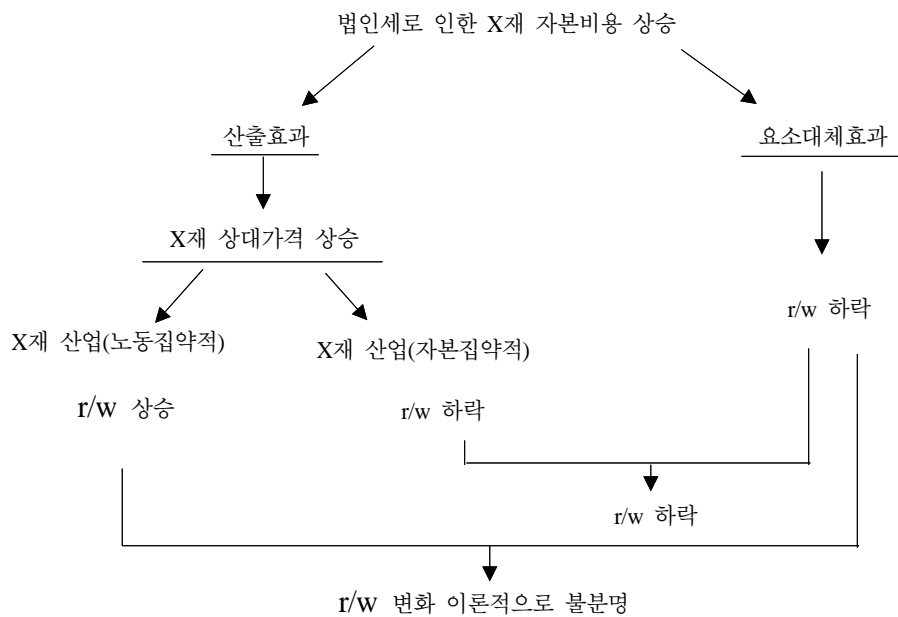 법인세로 인한 X재 자본비용 상승
산출효과
요소대체효과
X재 상대가격 상승
r/w 하락
X재 산업(노동집약적)
X재 산업(자본집약적)
r/w 상승
r/w 하락
r/w 하락
r/w 변화 이론적으로 불분명